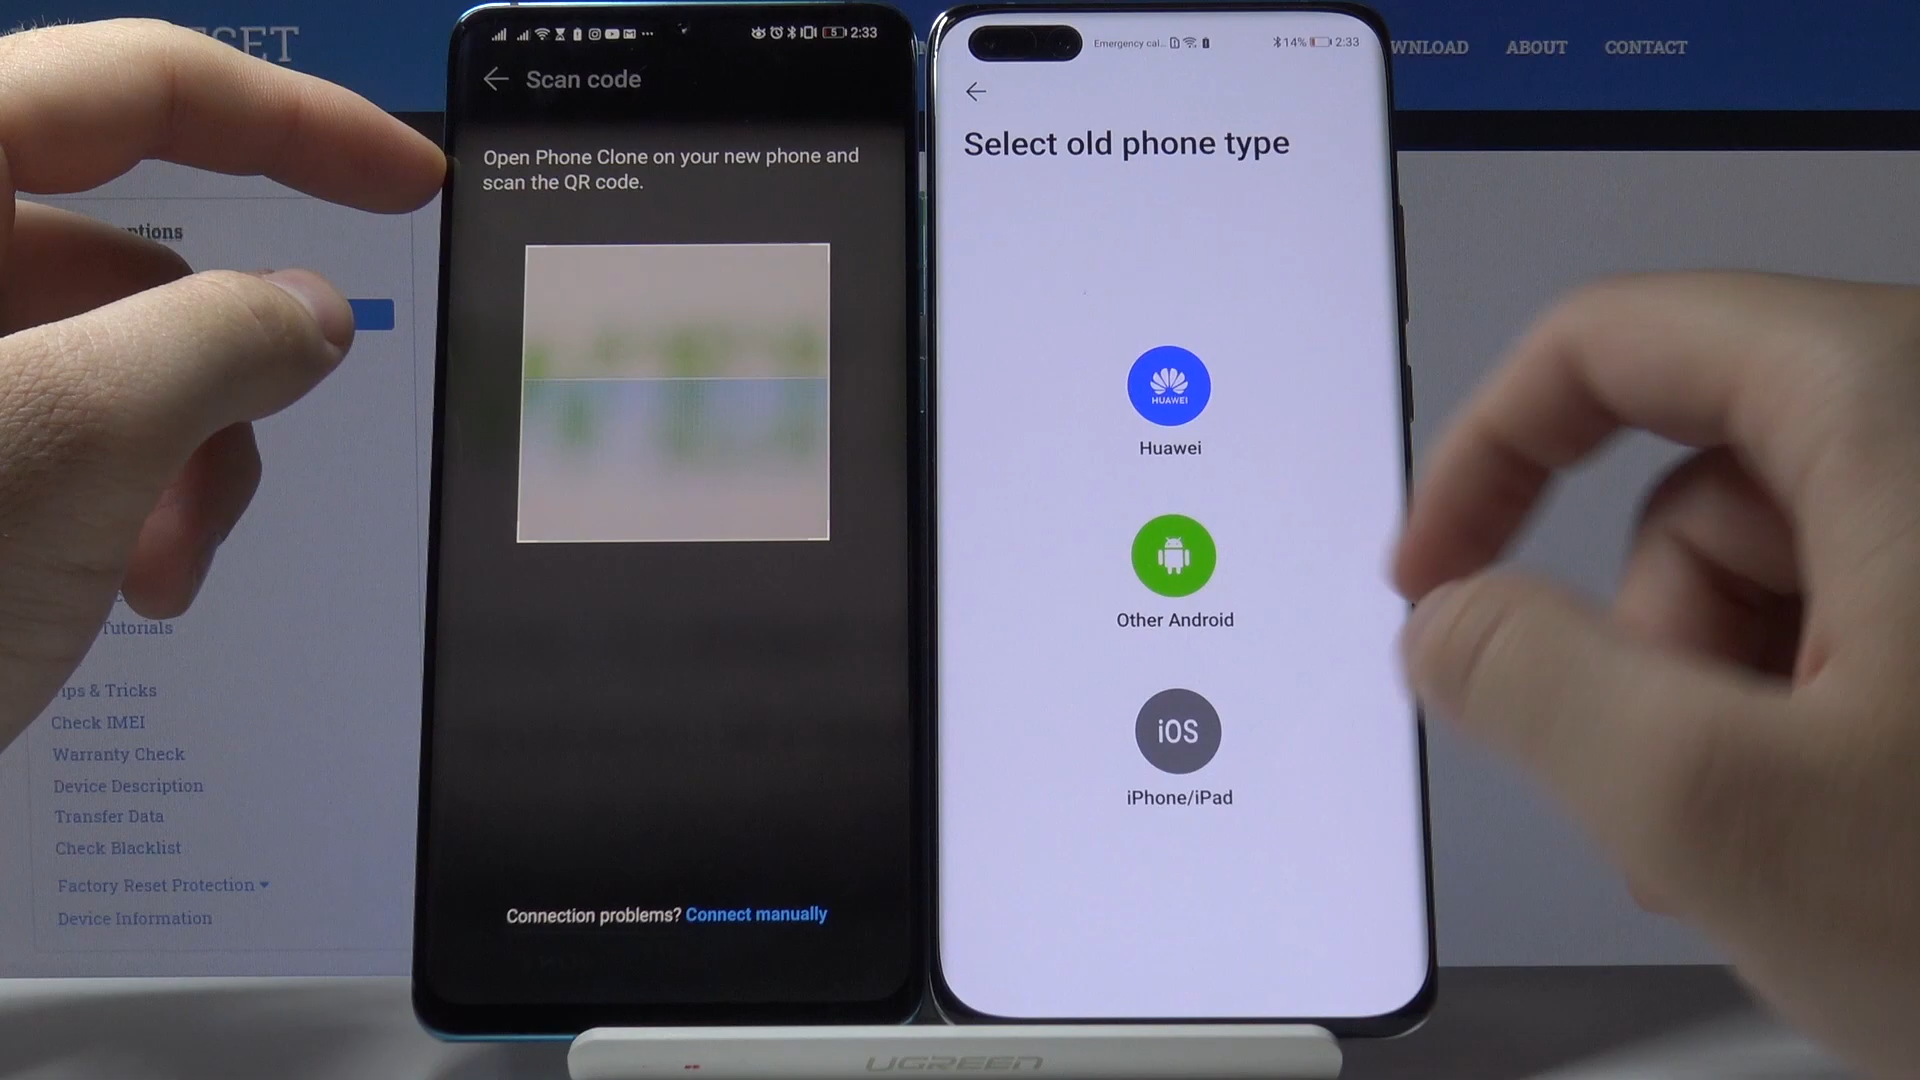 2:33
Scan code
Open Phone Clone on your new phone and
scan the QR code.
Connection problems? Connect manually
Emergency cal...
14%
2:33
Select old phone type
HUAWEI
Huawei
Other Android
iOS
iPhone/iPad
ABOUT
CONTACT
Tutorials
Tips & Tricks
Check IMEI
Warranty Check
Device Description
Transfer Data
Check Blacklist
Factory Reset Protection
Device Information
UGREEN